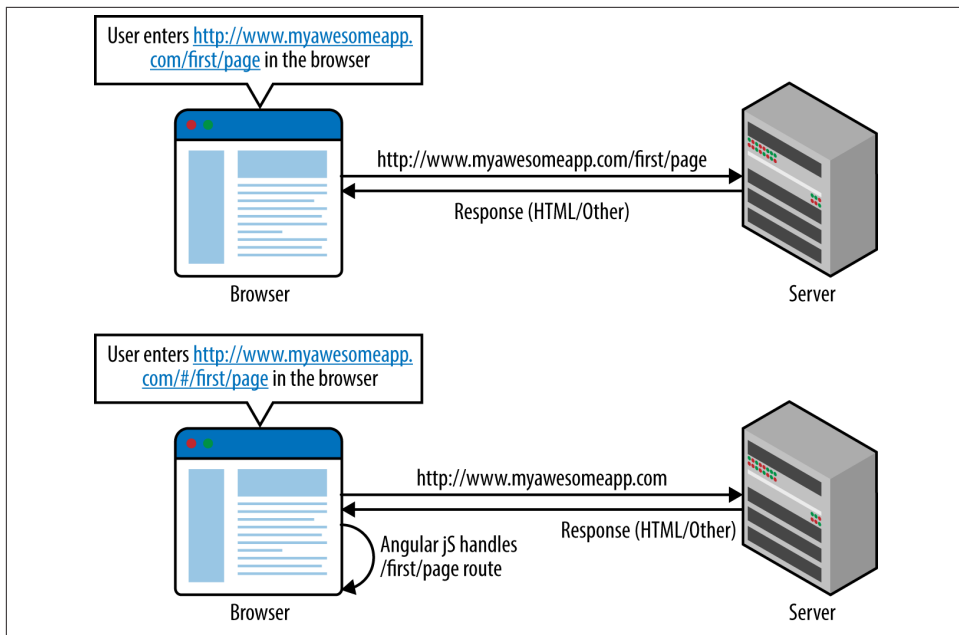 User enters http://www.myawesomeapp.
com/first/page in the browser
http://www.myawesomeapp.com/first/page
Response (HTML/Other)
Browser
Server
User enters http://www.myawesomeapp.
com/#/first/page in the browser
http://www.myawesomeapp.com
Response (HTML/Other)
Angular jS handles
/first/page route
Browser
Server